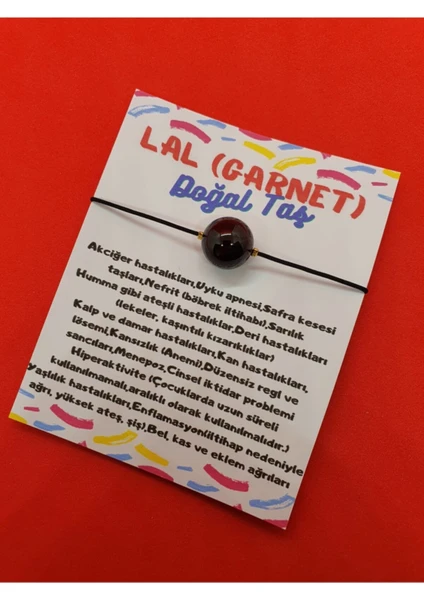 LAL (GARNET)
Doğal Taş
Akciğer hastalıkları,Uyku apnesi,Safra kesesi
taşları,Nefrit (böbrek iltihabı),Sarılık
Humma gibi ateşli hastalıklar,Deri hastalıkları
(lekeler, kaşıntılı kızarıklıklar)
Kalp ve damar hastalıkları,Kan hastalıkları,
lösemi,Kansızlık (Anemi),Düzensiz regl ve
sancıları,Menepoz,Cinsel iktidar problemi
Hiperaktivite (Çocuklarda uzun süreli
kullanılmamalı,aralıklı olarak kullanılmalıdır.)
Yaşlılık hastalıkları,Enflamasyon(iltihap nedeniyle
ağrı, yüksek ateş, şiş),Bel, kas ve eklem ağrıları